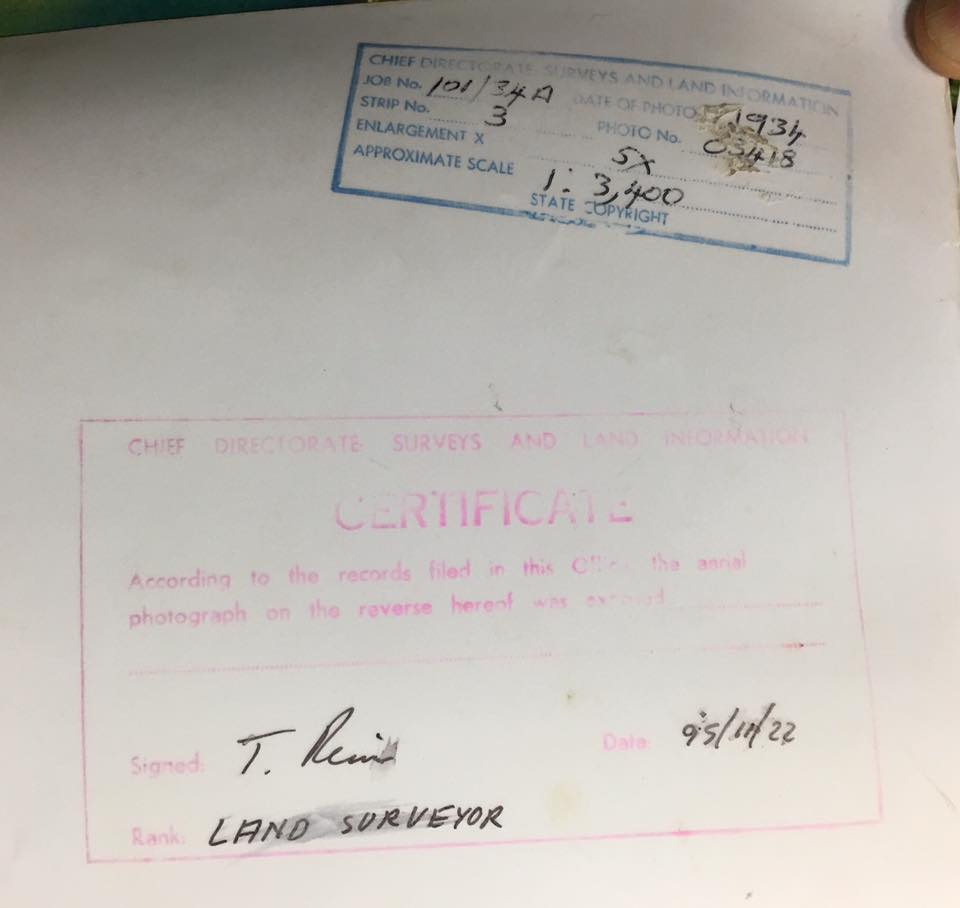 CHIEF DIRECTORATE: SURVEYS AND LAND INFORMATION
JOB No. 101/34A DATE OF PHOTO 1934
STRIP No. 3 PHOTO No. 03418
ENLARGEMENT X 5X
APPROXIMATE SCALE 1: 3,400
STATE COPYRIGHT
CHIEF DIRECTORATE: SURVEYS AND LAND INFORMATION
CERTIFICATE
According to the records filed in this Office the aerial
photograph on the reverse hereof was exposed
Signed: T. Date: 95/11/22
Rank: LAND SURVEYOR